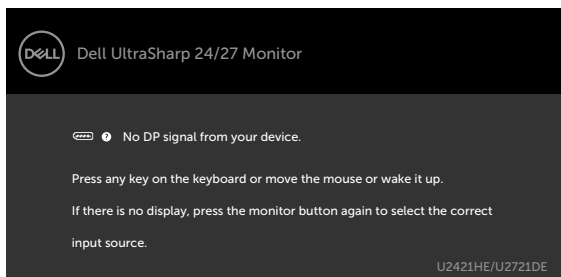 DELL Dell UltraSharp 24/27 Monitor
? No DP signal from your device.
Press any key on the keyboard or move the mouse or wake it up.
If there is no display, press the monitor button again to select the correct
input source.
U2421HE/U2721DE